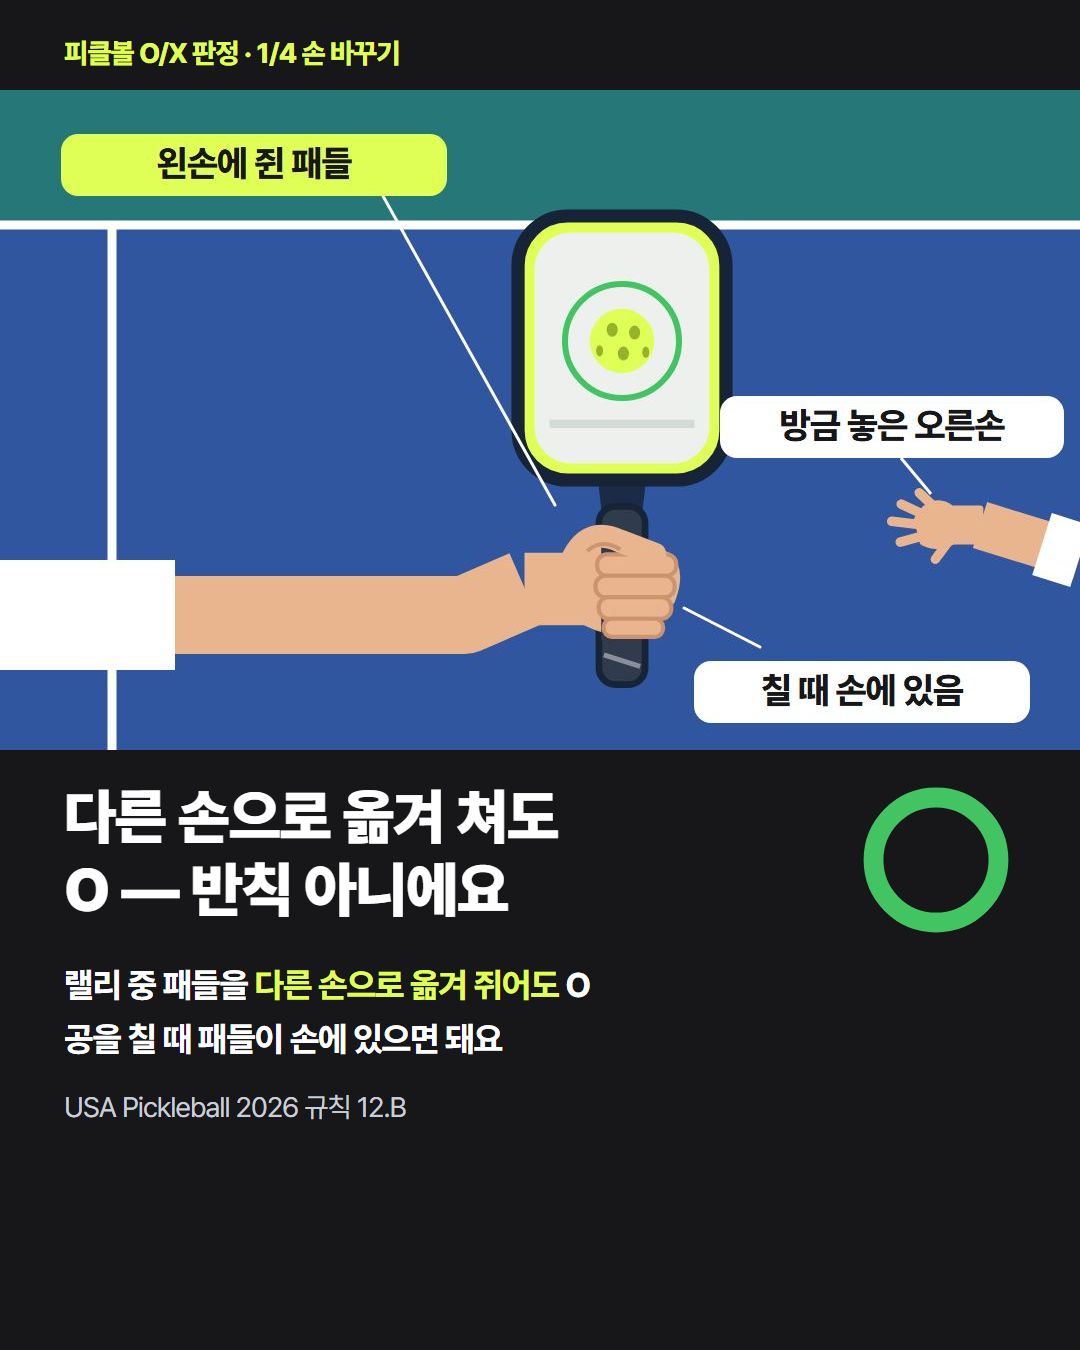 피클볼 O/X 판정 · 1/4 손 바꾸기
왼손에 쥔 패들
방금 놓은 오른손
칠 때 손에 있음
다른 손으로 옮겨 쳐도
O — 반칙 아니에요
랠리 중 패들을 다른 손으로 옮겨 쥐어도 O
공을 칠 때 패들이 손에 있으면 돼요
USA Pickleball 2026 규칙 12.B